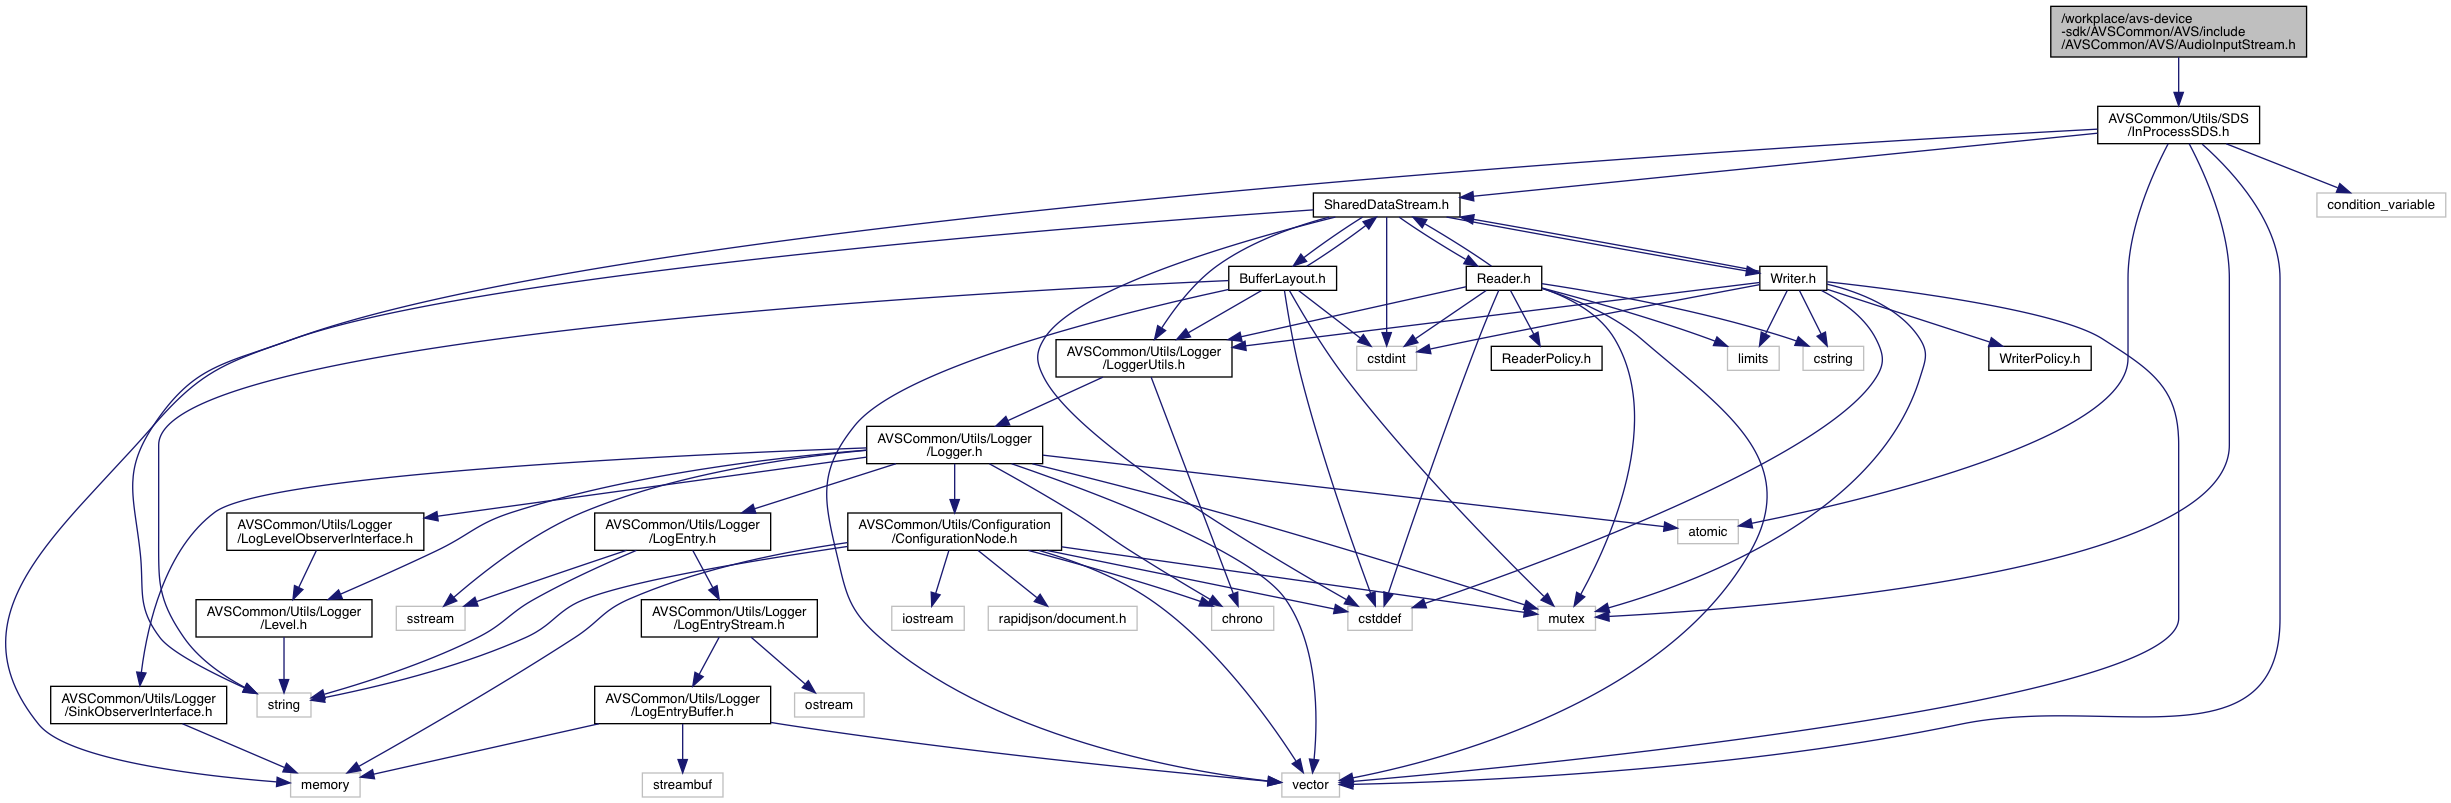 /workplace/avs-device
-sdk/AVSCommon/AVS/include
/AVSCommon/AVS/AudioInputStream.h
AVSCommon/Utils/SDS
/InProcessSDS.h
SharedDataStream.h
condition_variable
BufferLayout.h
Reader.h
Writer.h
AVSCommon/Utils/Logger
/LoggerUtils.h
cstdint
ReaderPolicy.h
limits
cstring
WriterPolicy.h
AVSCommon/Utils/Logger
/Logger.h
AVSCommon/Utils/Logger
/LogLevelObserverInterface.h
AVSCommon/Utils/Logger
/LogEntry.h
AVSCommon/Utils/Configuration
/ConfigurationNode.h
atomic
AVSCommon/Utils/Logger
/Level.h
sstream
AVSCommon/Utils/Logger
/LogEntryStream.h
iostream
rapidjson/document.h
chrono
cstddef
mutex
AVSCommon/Utils/Logger
/SinkObserverInterface.h
string
AVSCommon/Utils/Logger
/LogEntryBuffer.h
ostream
memory
streambuf
vector